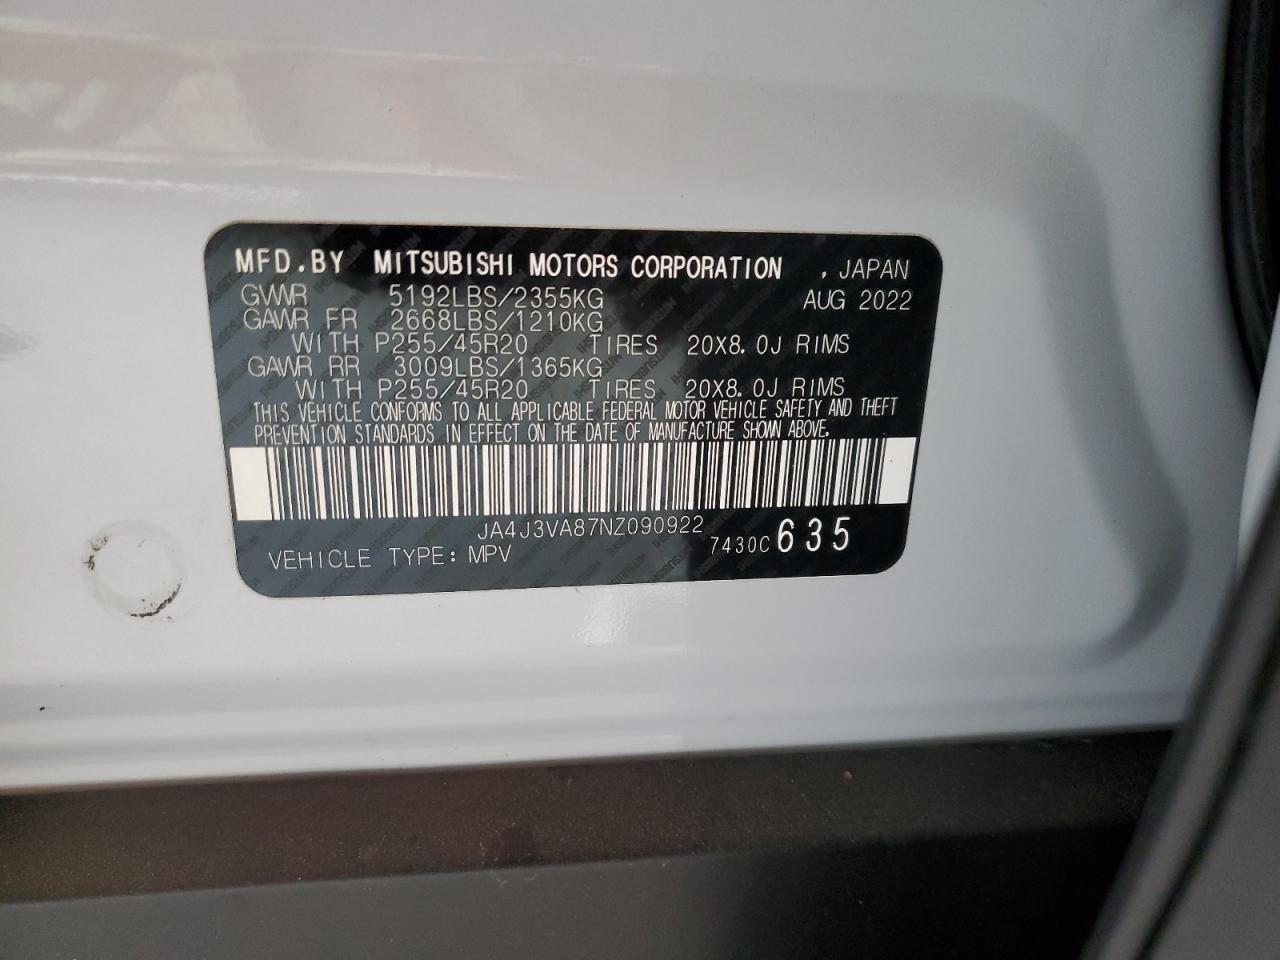 MFD.BY MITSUBISHI MOTORS CORPORATION , JAPAN
GVWR 5192LBS/2355KG AUG 2022
GAWR FR 2668LBS/1210KG
WITH P255/45R20 TIRES 20X8.0J RIMS
GAWR RR 3009LBS/1365KG
WITH P255/45R20 TIRES 20X8.0J RIMS
THIS VEHICLE CONFORMS TO ALL APPLICABLE FEDERAL MOTOR VEHICLE SAFETY AND THEFT
PREVENTION STANDARDS IN EFFECT ON THE DATE OF MANUFACTURE SHOWN ABOVE.
JA4J3VA87NZ090922
VEHICLE TYPE: MPV 7430C 635